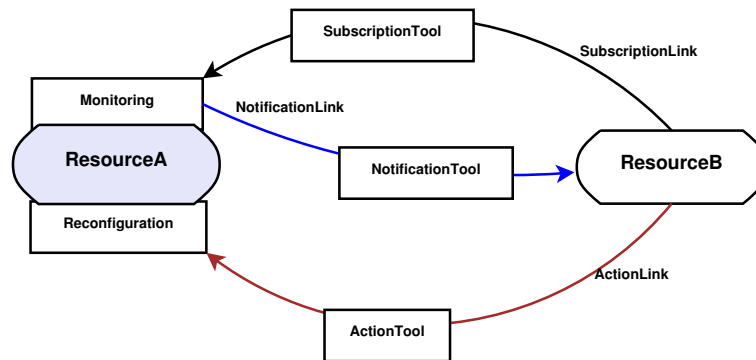 SubscriptionTool
SubscriptionLink
Monitoring
NotificationLink
ResourceA
NotificationTool
ResourceB
Reconfiguration
ActionLink
ActionTool